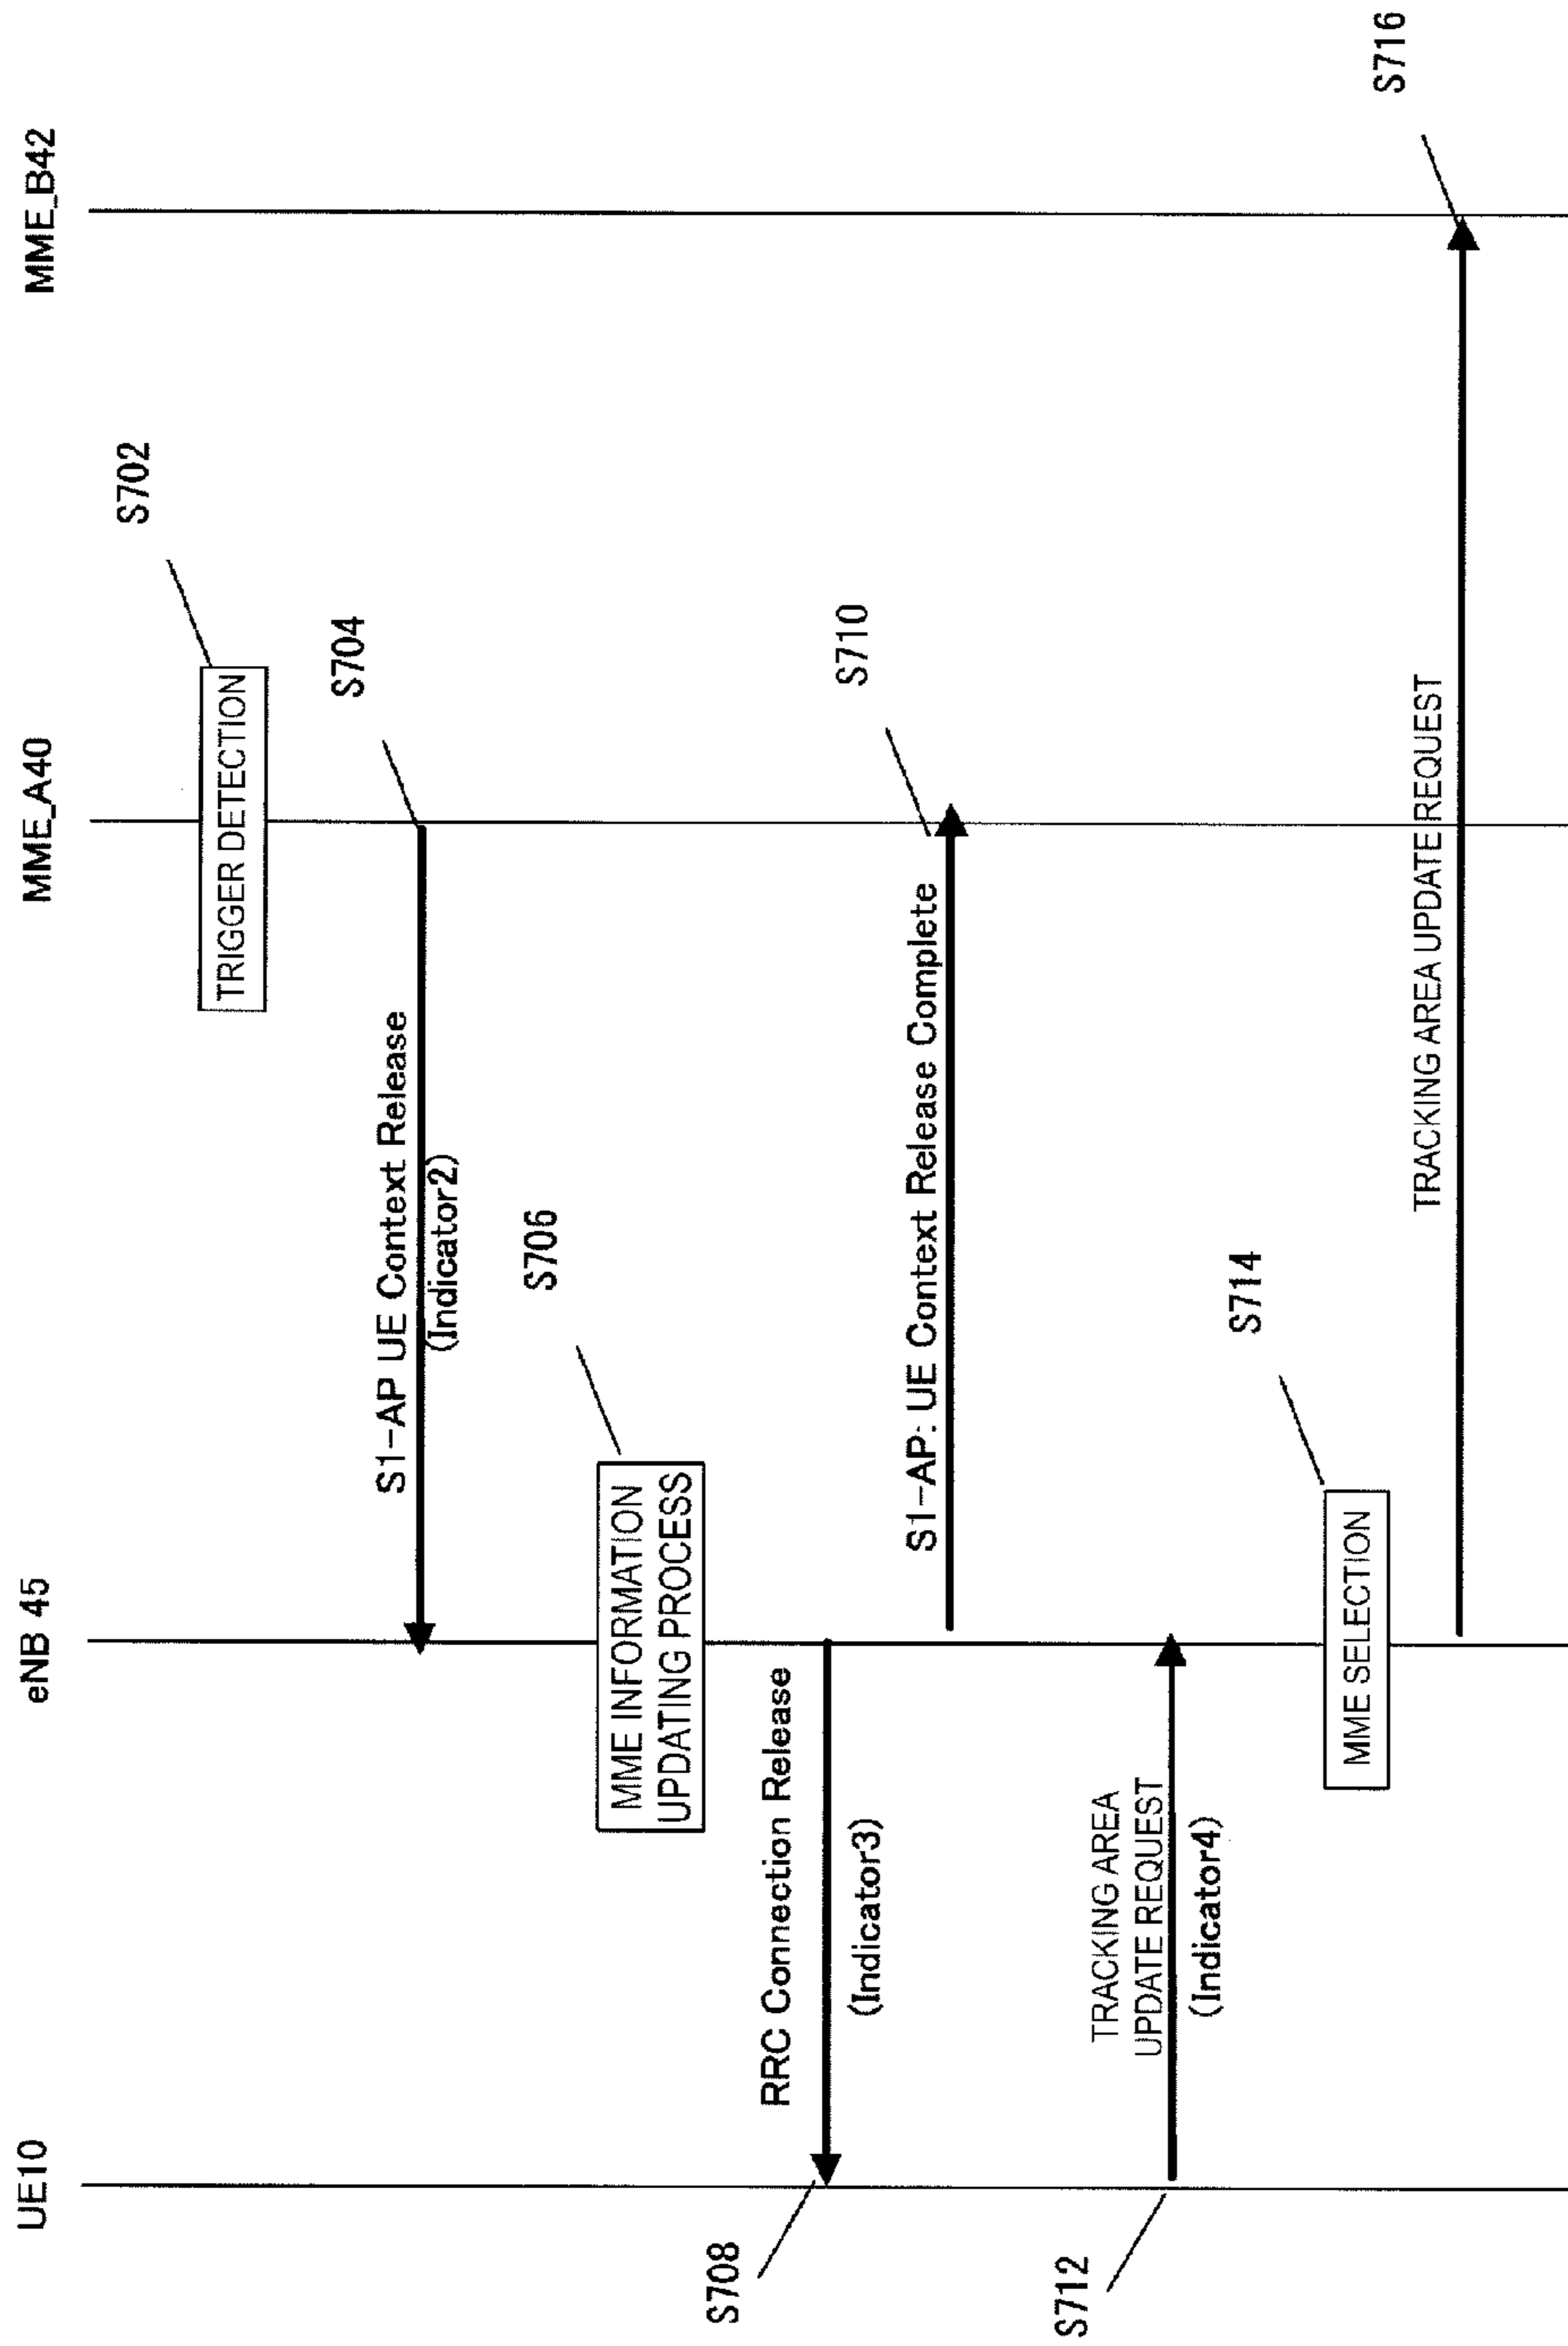 UE10
eNB 45
MME_A40
MME_B42
TRIGGER DETECTION
S702
S1-AP UE Context Release
(Indicator2)
S704
MME INFORMATION
UPDATING PROCESS
S706
RRC Connection Release
(Indicator3)
S708
S1-AP: UE Context Release Complete
S710
TRACKING AREA
UPDATE REQUEST
(Indicator4)
S712
MME SELECTION
S714
TRACKING AREA UPDATE REQUEST
S716